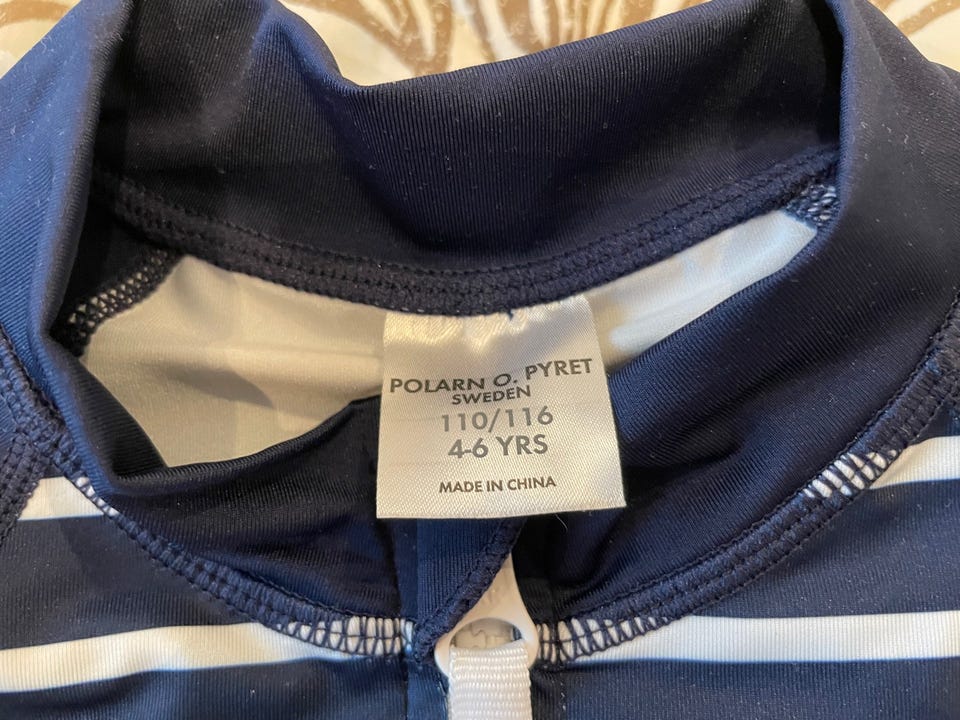 POLARN O. PYRET
SWEDEN
110/116
4-6 YRS
MADE IN CHINA